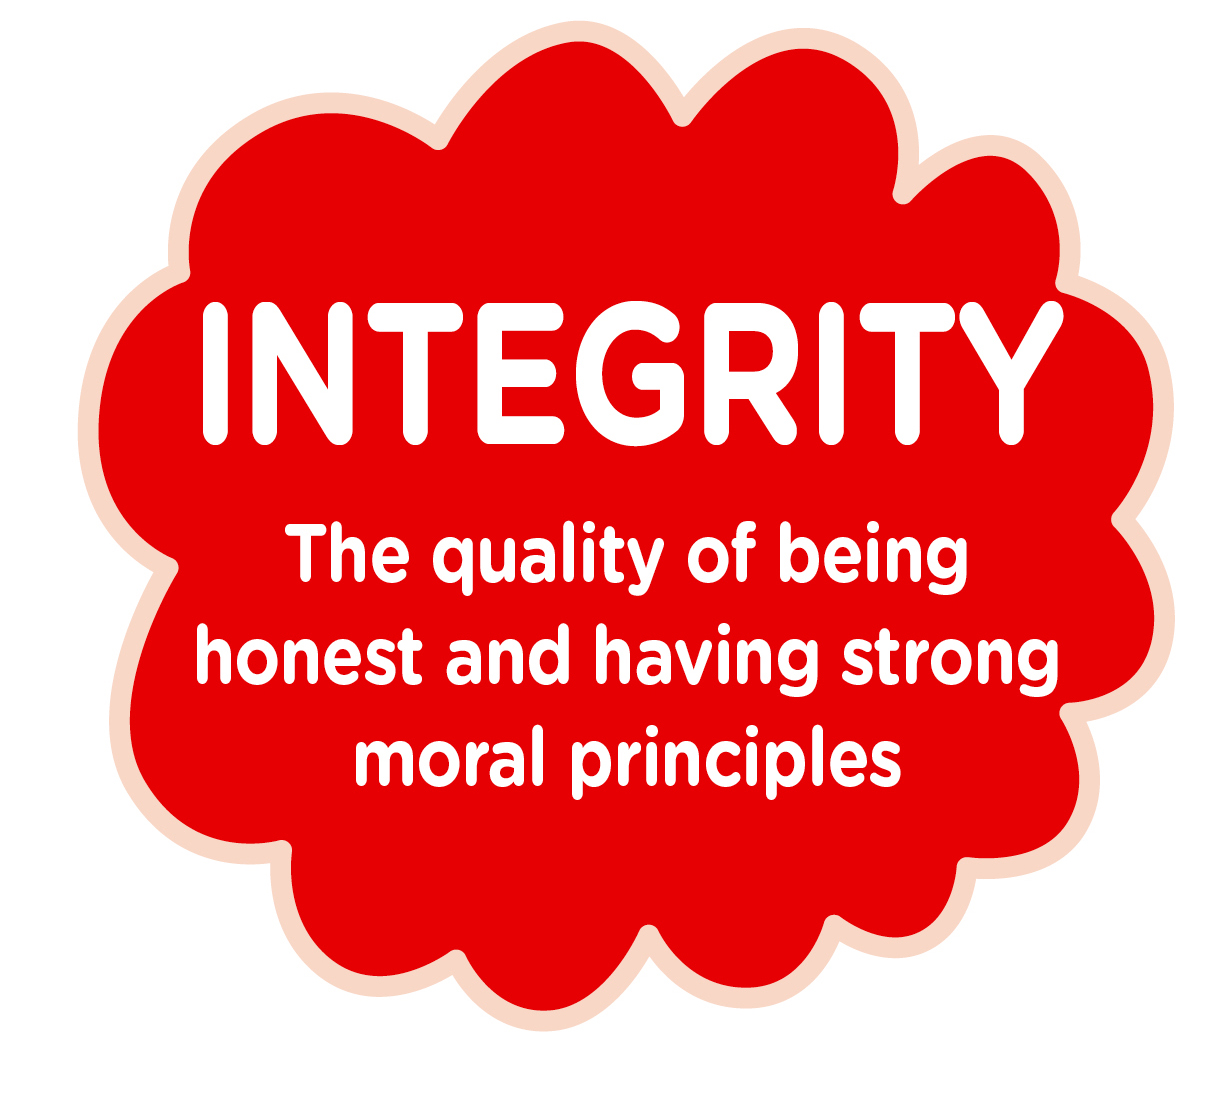 INTEGRITY
The quality of being
honest and having strong
moral principles